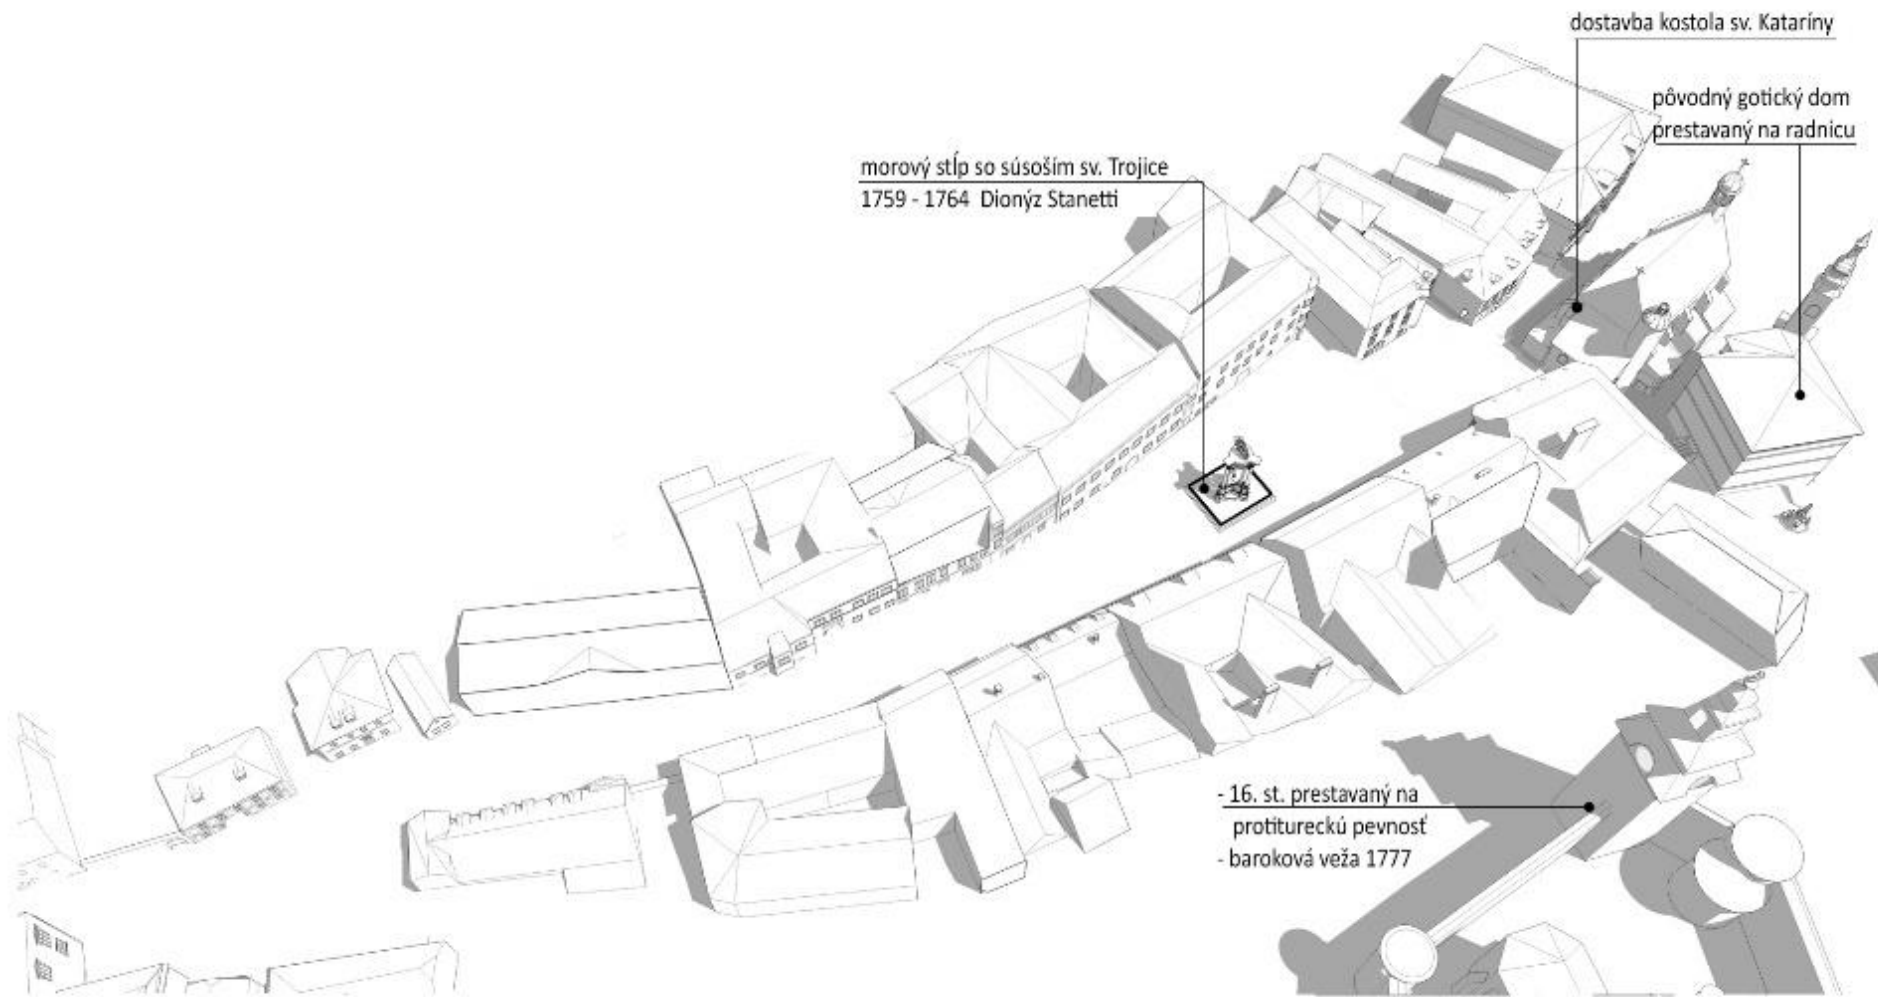 dostavba kostola sv. Kataríny
pôvodný gotický dom
prestavaný na radnicu
morový stĺp so súsoším sv. Trojice
1759 - 1764 Dionýz Stanetti
- 16. st. prestavaný na
protitureckú pevnosť
- baroková veža 1777